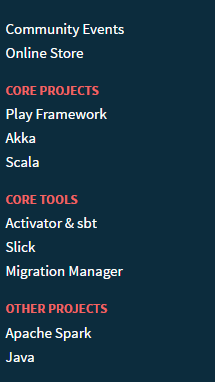 Community Events
Online Store
CORE PROJECTS
Play Framework
Akka
Scala
CORE TOOLS
Activator & sbt
Slick
Migration Manager
OTHER PROJECTS
Apache Spark
Java